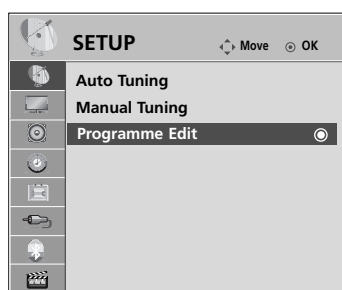 SETUP Move OK
Auto Tuning
Manual Tuning
Programme Edit